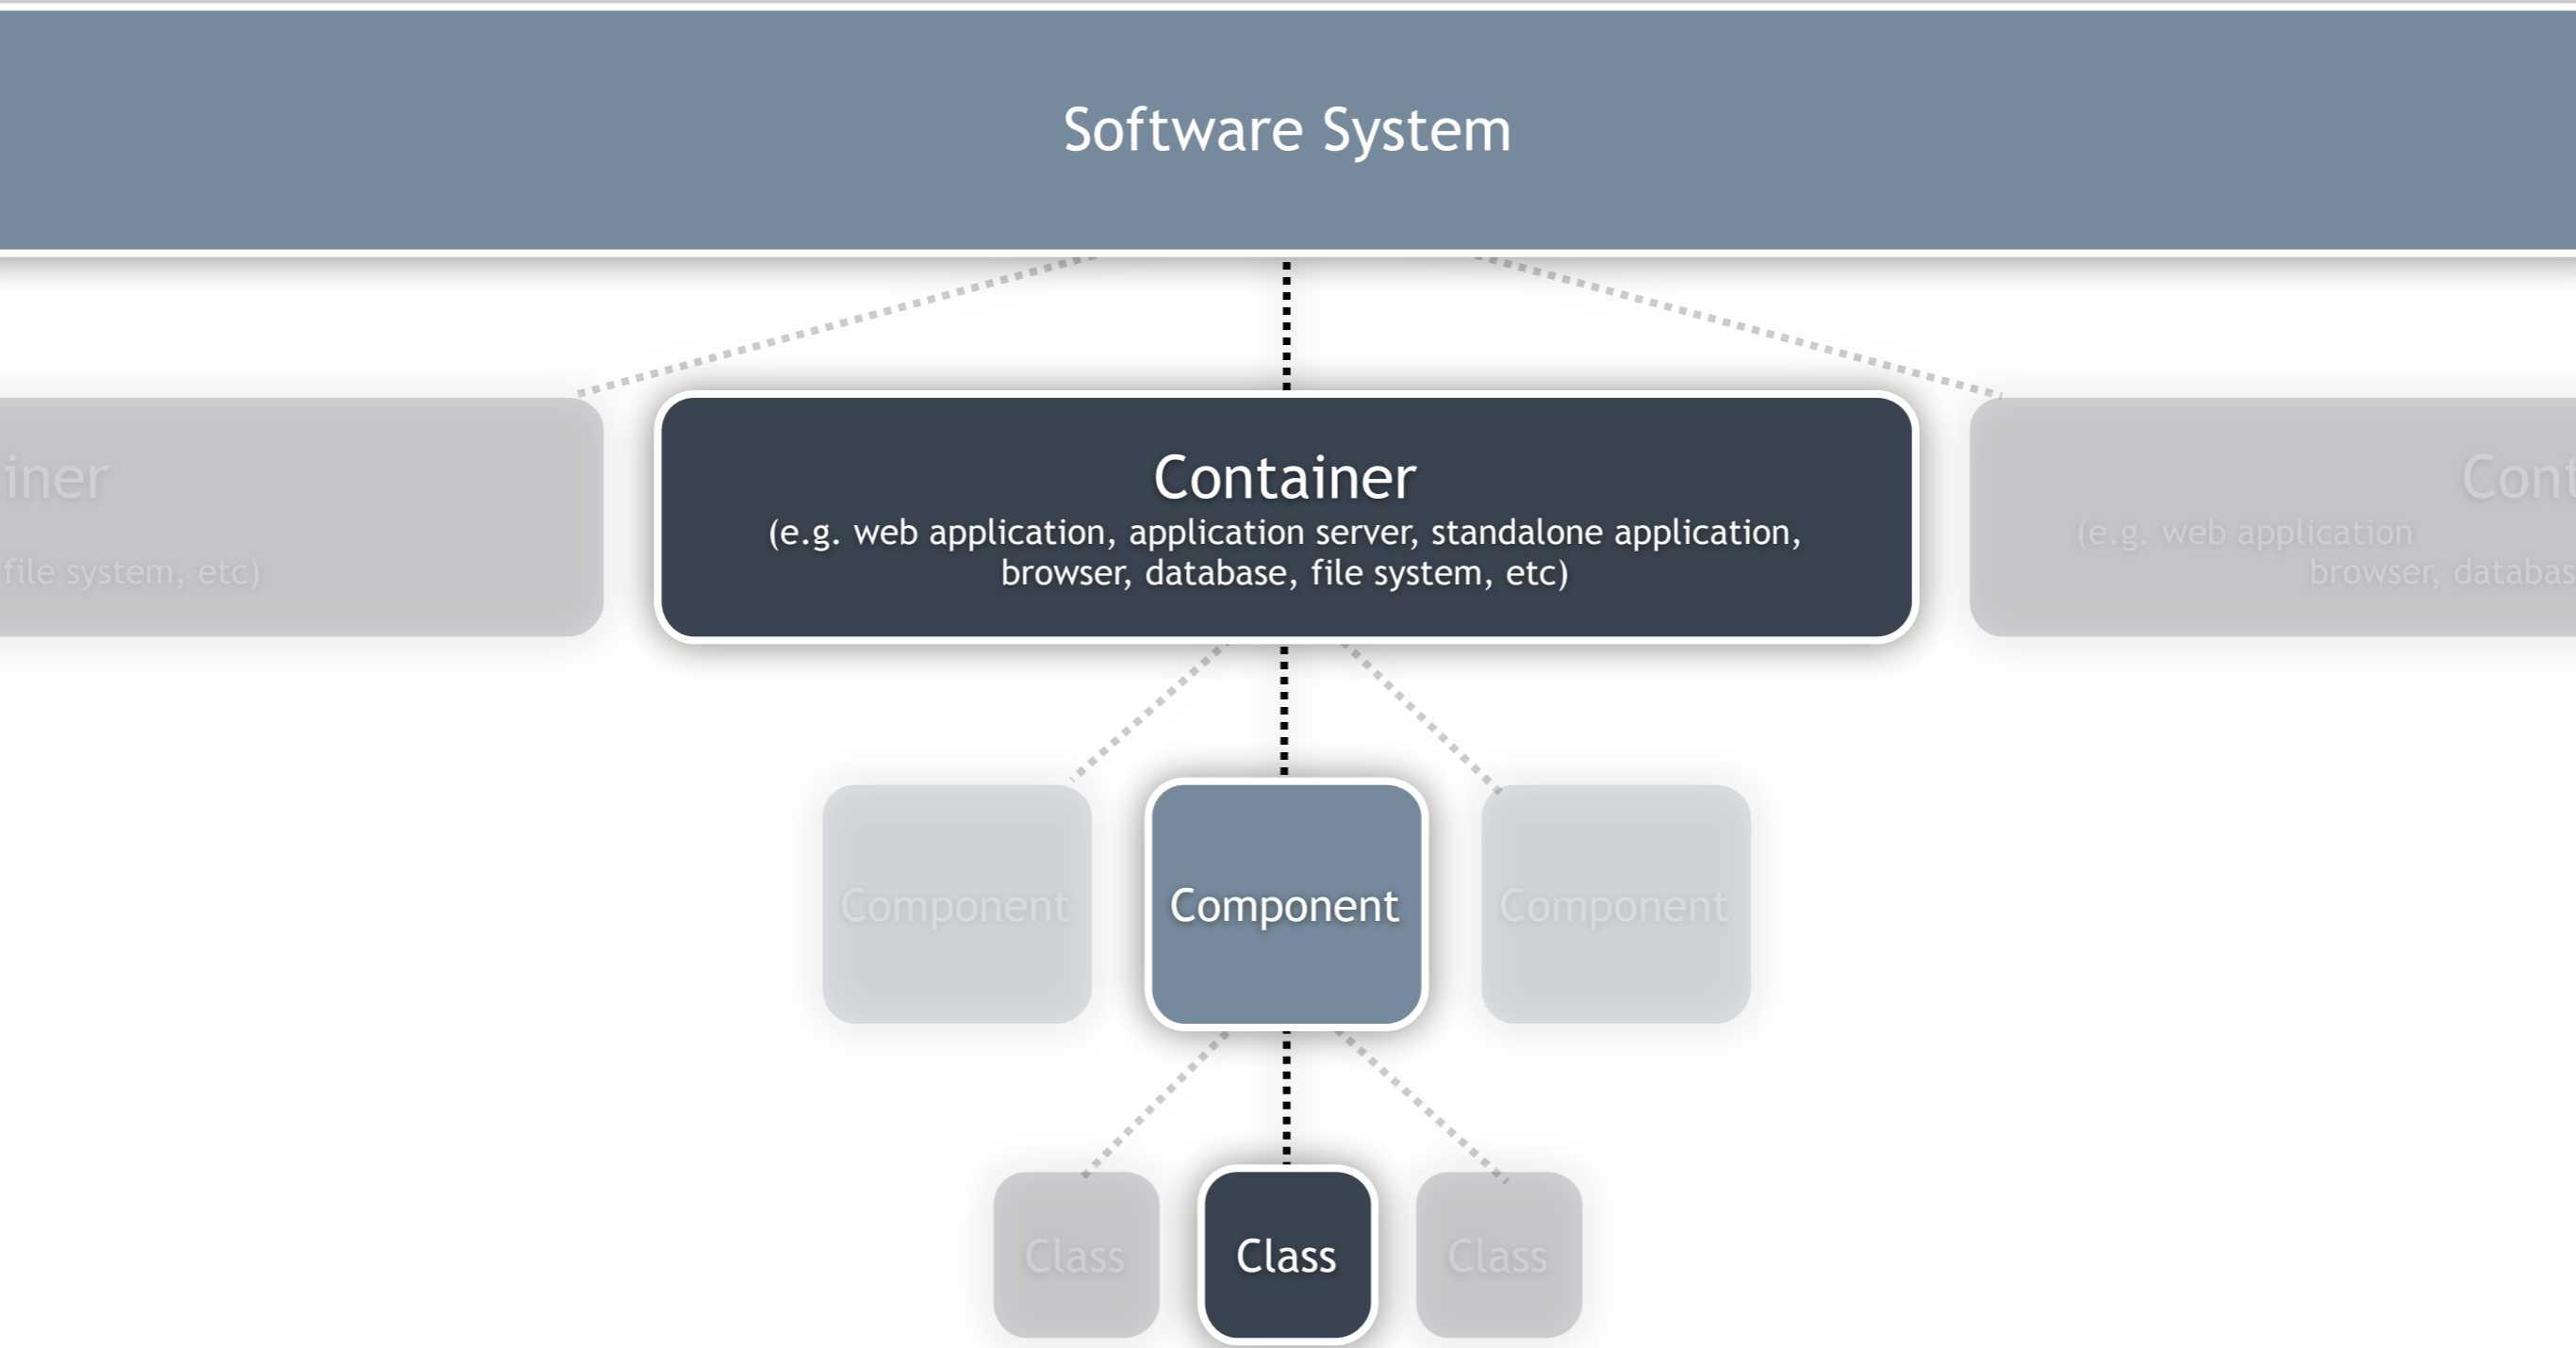 Software System
iner
Container
Cont
(e.g. web application, application server, standalone application,
(e.g. web application
file system, etc)
browser, database, file system, etc)
browser, databas
Component
Component
Component
Class
Class
Class